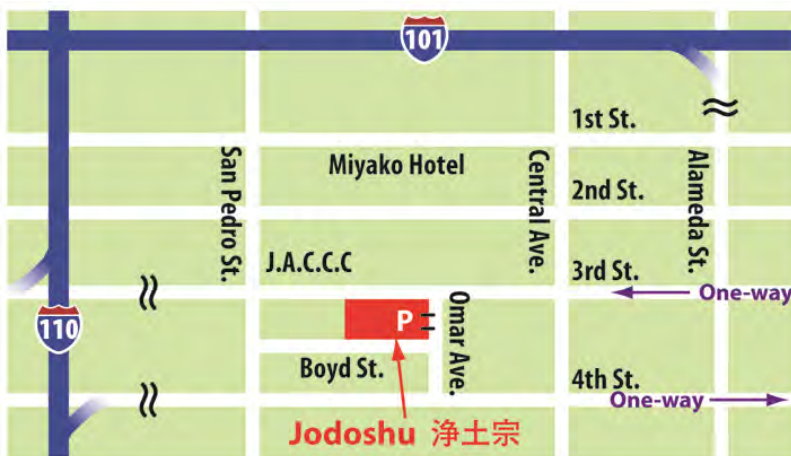 101
1st St.
San Pedro St.
Miyako Hotel
Central Ave.
Alameda St.
2nd St.
J.A.C.C.C
3rd St.
One-way
110
P
Omar Ave.
Boyd St.
4th St.
One-way
Jodoshu 浄土宗